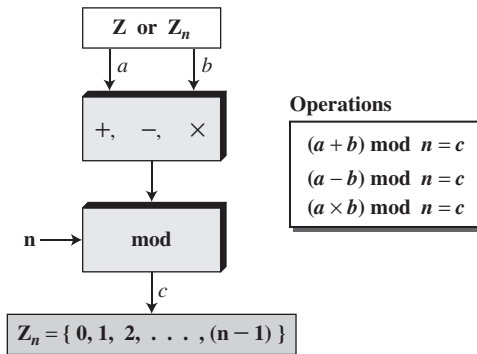 Z or Zₙ
a b
+, −, ×
n mod
c
Zₙ = { 0, 1, 2, . . . , (n − 1) }
Operations
(a + b) mod n = c
(a − b) mod n = c
(a × b) mod n = c